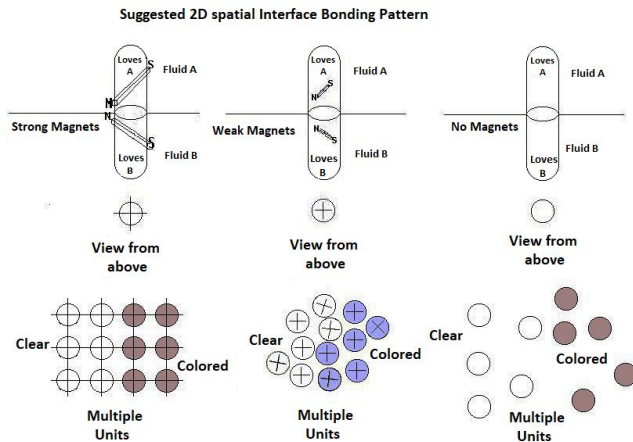 Suggested 2D spatial Interface Bonding Pattern
Loves
A
S
Fluid A
N
N
Strong Magnets
S
Loves
B
Fluid B
View from
above
Clear
Colored
Multiple
Units
Loves
A
S
Fluid A
N
Weak Magnets
N
S
Loves
B
Fluid B
View from
above
Clear
Colored
Multiple
Units
Loves
A
Fluid A
No Magnets
Fluid B
Loves
B
View from
above
Clear
Colored
Multiple
Units